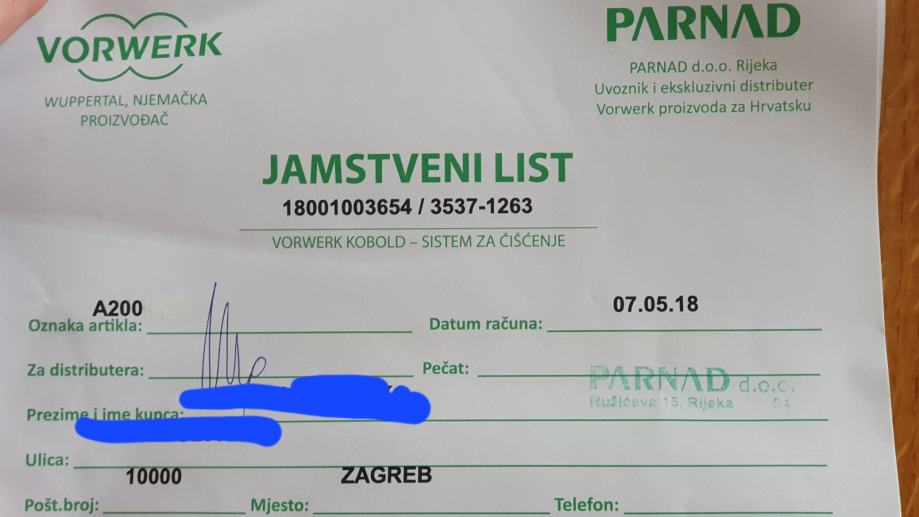 VORWERK
WUPPERTAL, NJEMAČKA
PROIZVOĐAČ
PARNAD
PARNAD d.o.o. Rijeka
Uvoznik i ekskluzivni distributer
Vorwerk proizvoda za Hrvatsku
JAMSTVENI LIST
18001003654 / 3537-1263
VORWERK KOBOLD – SISTEM ZA ČIŠĆENJE
A200
Oznaka artikla:
07.05.18
Datum računa:
Za distributera:
Pečat:
PARNAD d.o.o.
Ružićeva 15, Rijeka 04
Prezime i ime kupca:
Ulica:
10000 ZAGREB
Pošt.broj: Mjesto: Telefon: